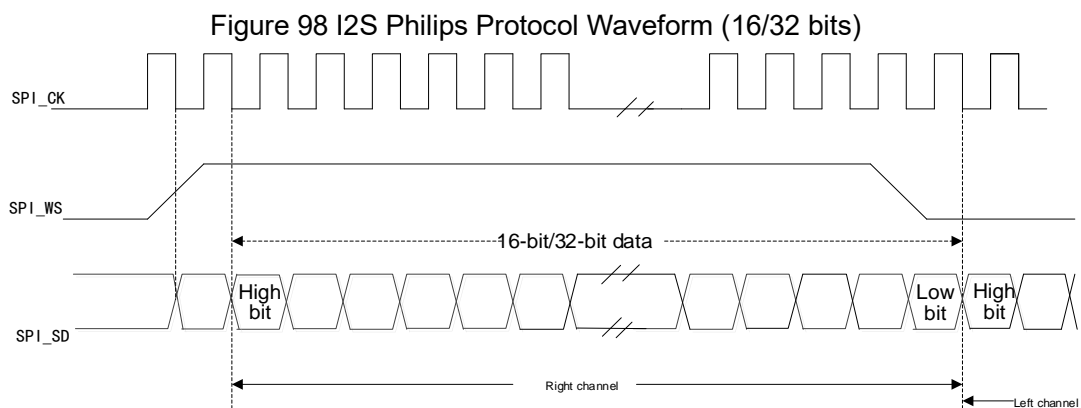 Figure 98 I2S Philips Protocol Waveform (16/32 bits)
SPI_CK
SPI_WS
16-bit/32-bit data
High
bit
Low
bit
High
bit
SPI_SD
Right channel
Left channel